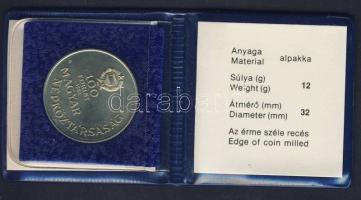 100
FORINT
MAGYAR
NÉPKÖZTÁRSASÁG
Anyaga
Material alpakka
Súlya (g)
Weight (g) 12
Átmérő (mm)
Diameter (mm) 32
Az érme széle recés
Edge of coin milled
darabanth